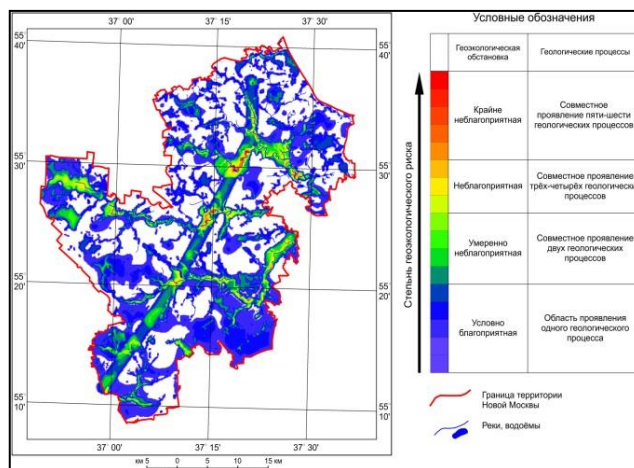 37° 00'
37° 15'
37° 30'
55° 40'
55° 40'
55° 30'
55° 30'
55° 20'
55° 20'
55° 10'
55° 10'
37° 00'
37° 15'
37° 30'
км 5 0 5 10 15 км
Условные обозначения
Геоэкологическая
обстановка
Геологические процессы
Степень геоэкологического риска
Крайне
неблагоприятная
Совместное
проявление пяти-шести
геологических процессов
Неблагоприятная
Совместное проявление
трёх-четырёх геологических
процессов
Умеренно
неблагоприятная
Совместное проявление
двух геологических
процессов
Условно
благоприятная
Область проявления
одного геологического
процесса
Граница территории
Новой Москвы
Реки, водоёмы